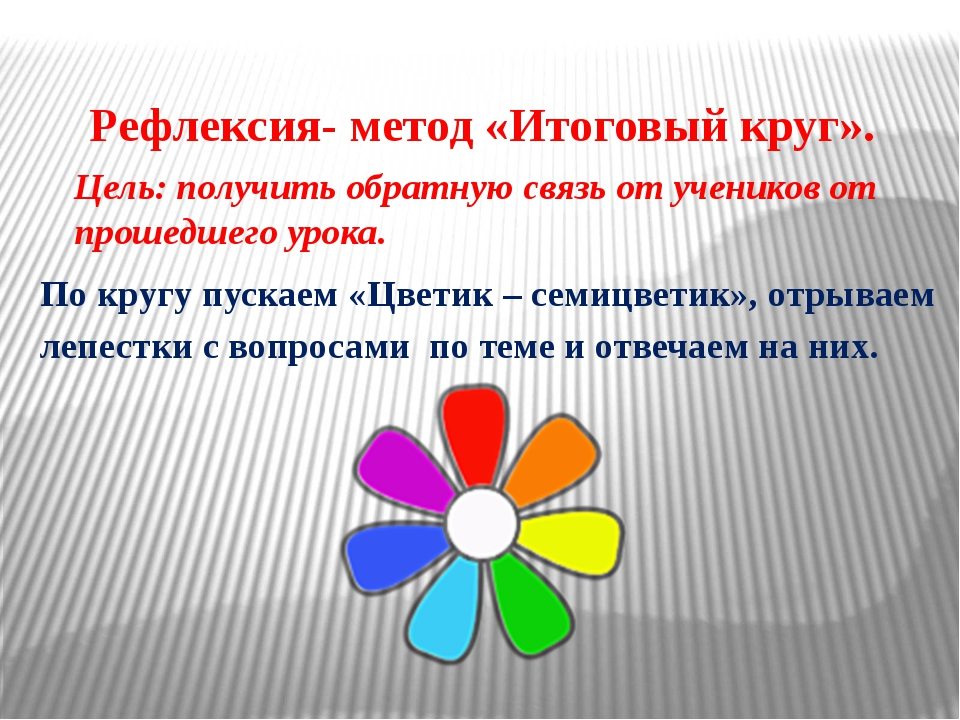 Рефлексия- метод «Итоговый круг».
Цель: получить обратную связь от учеников от
прошедшего урока.
По кругу пускаем «Цветик – семицветик», отрываем
лепестки с вопросами  по теме и отвечаем на них.